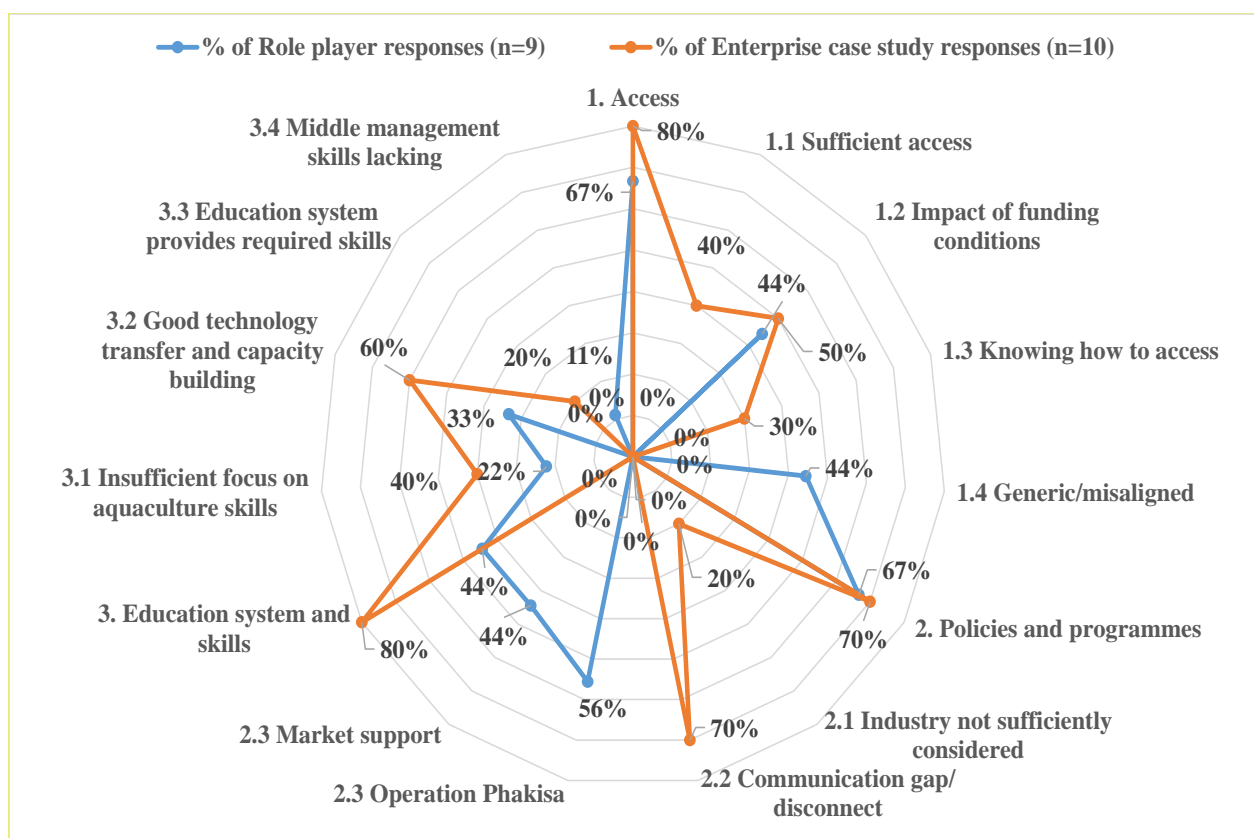 % of Role player responses (n=9)
% of Enterprise case study responses (n=10)
1. Access
80%
67%
1.1 Sufficient access
40%
1.2 Impact of funding
conditions
44%
50%
1.3 Knowing how to access
30%
1.4 Generic/misaligned
44%
2. Policies and programmes
67%
70%
2.1 Industry not sufficiently
considered
20%
2.2 Communication gap/
disconnect
70%
2.3 Operation Phakisa
56%
2.3 Market support
44%
3. Education system and
skills
44%
80%
3.1 Insufficient focus on
aquaculture skills
40%
22%
3.2 Good technology
transfer and capacity
building
60%
33%
3.3 Education system
provides required skills
20%
3.4 Middle management
skills lacking
11%
0%
0%
0%
0%
0%
0%
0%
0%
0%